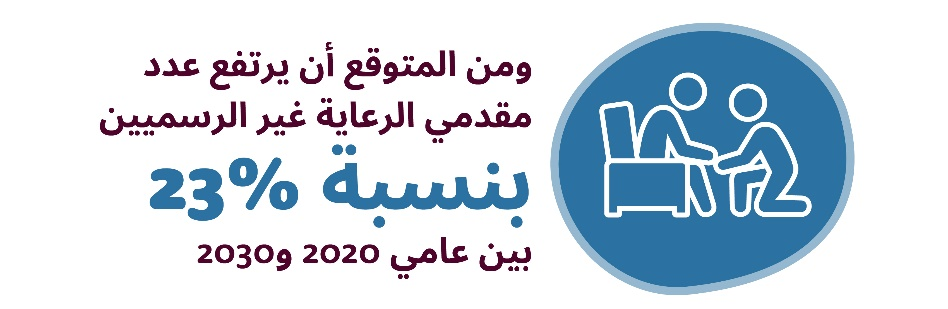 ومن المتوقع أن يرتفع عدد
مقدمي الرعاية غير الرسميين
بنسبة 23%
بين عامي 2020 و2030